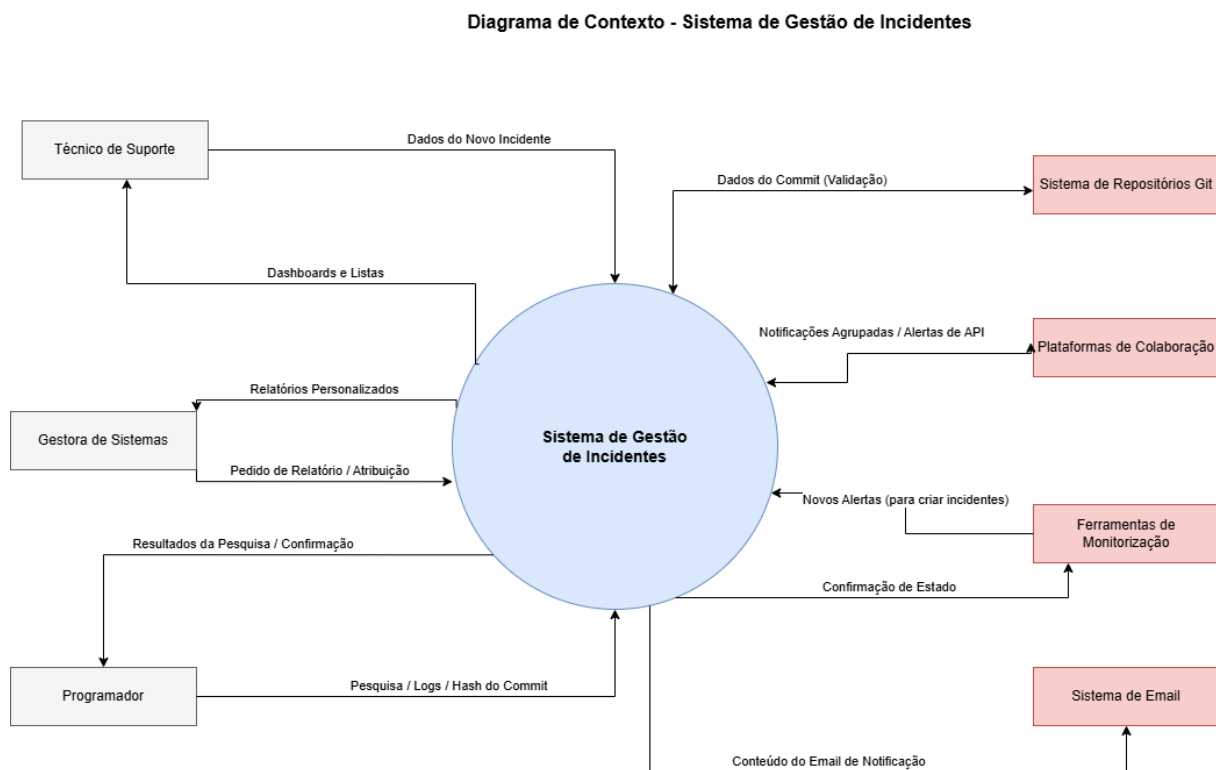 Diagrama de Contexto - Sistema de Gestão de Incidentes
Técnico de Suporte
Dados do Novo Incidente
Dados do Commit (Validação)
Sistema de Repositórios Git
Dashboards e Listas
Notificações Agrupadas / Alertas de API
Plataformas de Colaboração
Relatórios Personalizados
Gestora de Sistemas
Sistema de Gestão
de Incidentes
Pedido de Relatório / Atribuição
Novos Alertas (para criar incidentes)
Ferramentas de
Monitorização
Resultados da Pesquisa / Confirmação
Confirmação de Estado
Programador
Pesquisa / Logs / Hash do Commit
Sistema de Email
Conteúdo do Email de Notificação